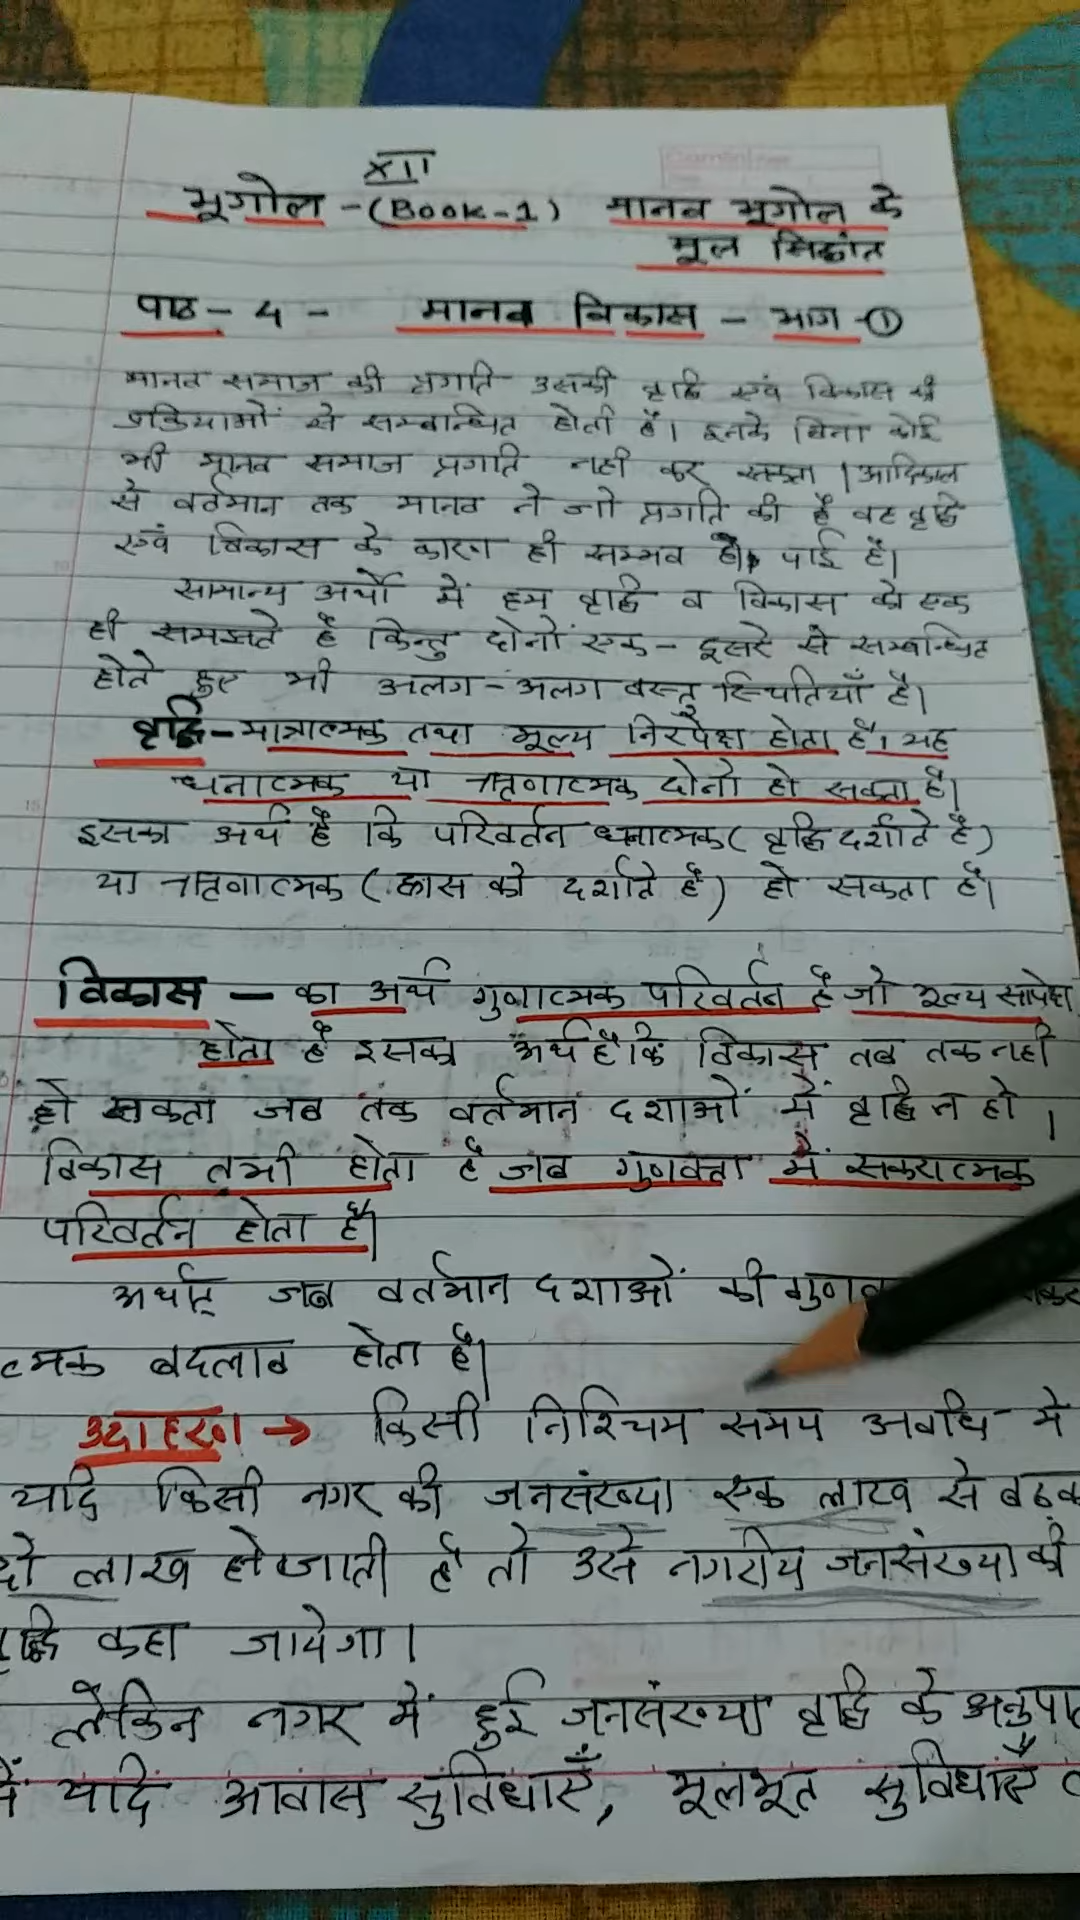 XII
भूगोल - (Book-1) मानव भूगोल के
मूल सिद्धांत
पाठ - 4 - मानव विकास - भाग - ①
मानव समाज की प्रगति उसकी वृद्धि एवं विकास की
प्रक्रियाओं से सम्बन्धित होती है। इनके बिना कोई
भी मानव समाज प्रगति नहीं कर सकता। आदिकाल
से वर्तमान तक मानव ने जो प्रगति की है वह वृद्धि
एवं विकास के कारण ही सम्भव हो पाई है।
सामान्य अर्थों में हम वृद्धि व विकास को एक
ही समझते है किन्तु दोनों एक - दूसरे से सम्बन्धित
होते हुए भी अलग - अलग वस्तु स्थितियाँ है।
वृद्धि - मात्रात्मक तथा मूल्य निरपेक्ष होता है। यह
धनात्मक या ऋणात्मक दोनो हो सकता है।
इसका अर्थ है कि परिवर्तन धनात्मक (वृद्धि दर्शाते है)
या ऋणात्मक (ह्रास को दर्शाते है) हो सकता है।
विकास - का अर्थ गुणात्मक परिवर्तन है जो मूल्य सापेक्ष
होता है इसका अर्थ है कि विकास तब तक नही
हो सकता जब तक वर्तमान दशाओं में वृद्धि न हो।
विकास तभी होता है जब गुणवत्ता में सकारात्मक
परिवर्तन होता है।
अर्थात् जब वर्तमान दशाओं की
त्मक बदलाव होता है।
उदाहरण → किसी निश्चिम समय अवधि में
यदि किसी नगर की जनसंख्या एक लाख से बढ़क
दो लाख हो जाती है तो उसे नगरीय जनसंख्या की
वृद्धि कहा जायेगा।
लेकिन नगर में हुई जनसंख्या वृद्धि के अनुपा
में यदि आवास सुविधाएँ, मूलभूत सुविधाएँ